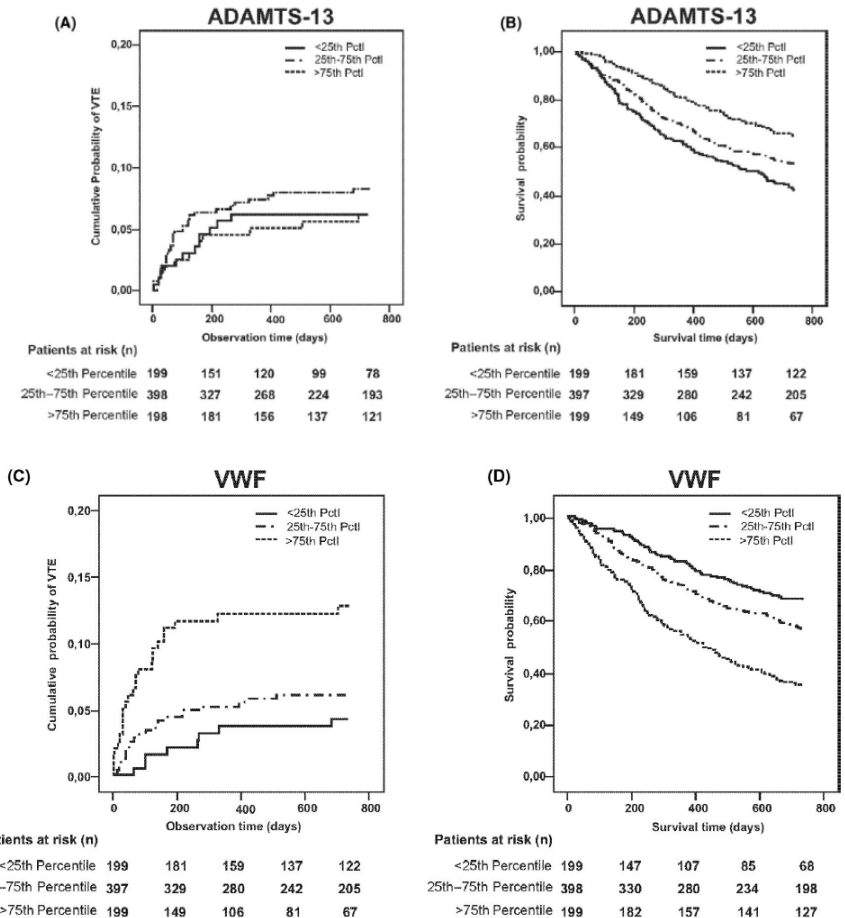 (A) ADAMTS-13
0,20
0,15
0,10
0,05
0,00
Cumulative Probability of VTE
<25th Pctl
25th-75th Pctl
>75th Pctl
0 200 400 600 800
Observation time (days)
Patients at risk (n)
<25th Percentile 199 151 120 99 78
25th–75th Percentile 398 327 268 224 193
>75th Percentile 198 181 156 137 121
(B) ADAMTS-13
1,00
0,80
0,60
0,40
0,20
0,00
Survival probability
<25th Pctl
25th-75th Pctl
>75th Pctl
0 200 400 600 800
Survival time (days)
Patients at risk (n)
<25th Percentile 199 181 159 137 122
25th–75th Percentile 397 329 280 242 205
>75th Percentile 199 149 106 81 67
(C) VWF
0,20
0,15
0,10
0,05
0,00
Cumulative probability of VTE
<25th Pctl
25th-75th Pctl
>75th Pctl
0 200 400 600 800
Observation time (days)
tients at risk (n)
<25th Percentile 199 181 159 137 122
–75th Percentile 397 329 280 242 205
>75th Percentile 199 149 106 81 67
(D) VWF
1,00
0,80
0,60
0,40
0,20
0,00
Survival probability
<25th Pctl
25th-75th Pctl
>75th Pctl
0 200 400 600 800
Survival time (days)
Patients at risk (n)
<25th Percentile 199 147 107 85 68
25th–75th Percentile 398 330 280 234 198
>75th Percentile 199 182 157 141 127